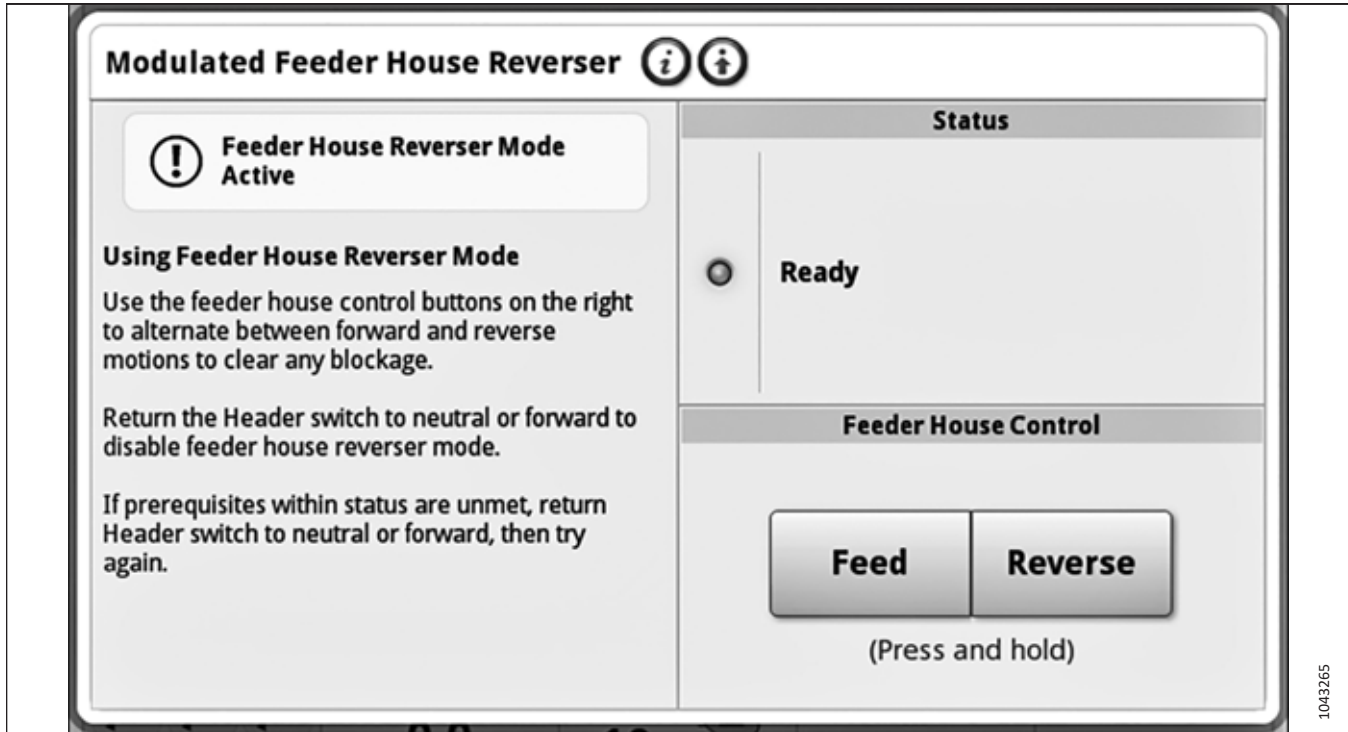 Modulated Feeder House Reverser
Feeder House Reverser Mode
Active
Using Feeder House Reverser Mode
Use the feeder house control buttons on the right
to alternate between forward and reverse
motions to clear any blockage.
Return the Header switch to neutral or forward to
disable feeder house reverser mode.
If prerequisites within status are unmet, return
Header switch to neutral or forward, then try
again.
Status
Ready
Feeder House Control
Feed
Reverse
(Press and hold)
1043265